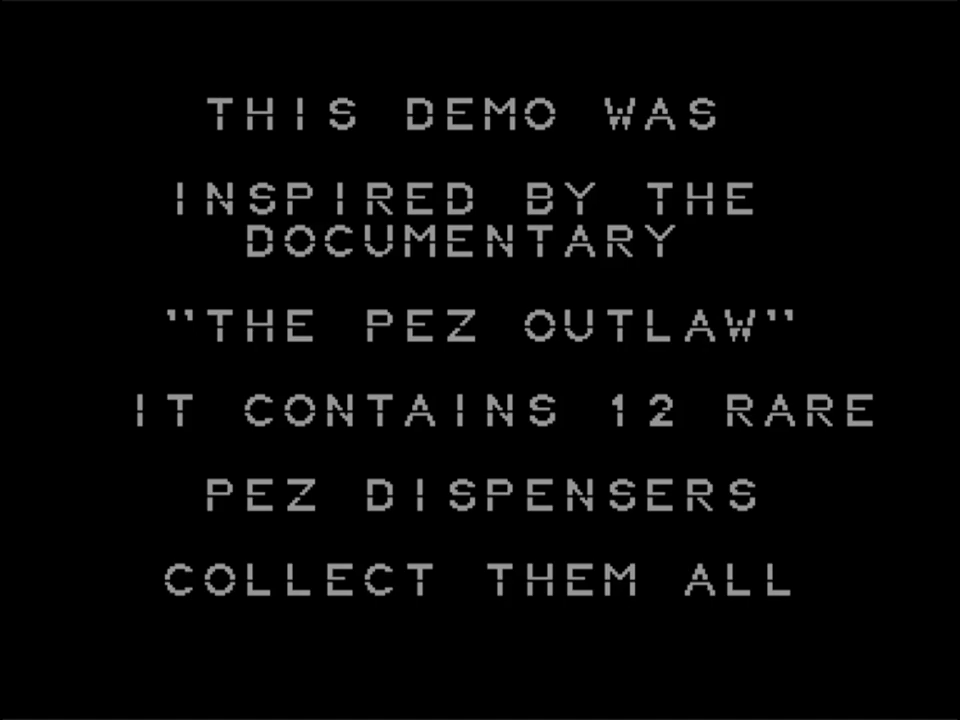 THIS DEMO WAS
INSPIRED BY THE
DOCUMENTARY
"THE PEZ OUTLAW"
IT CONTAINS 12 RARE
PEZ DISPENSERS
COLLECT THEM ALL